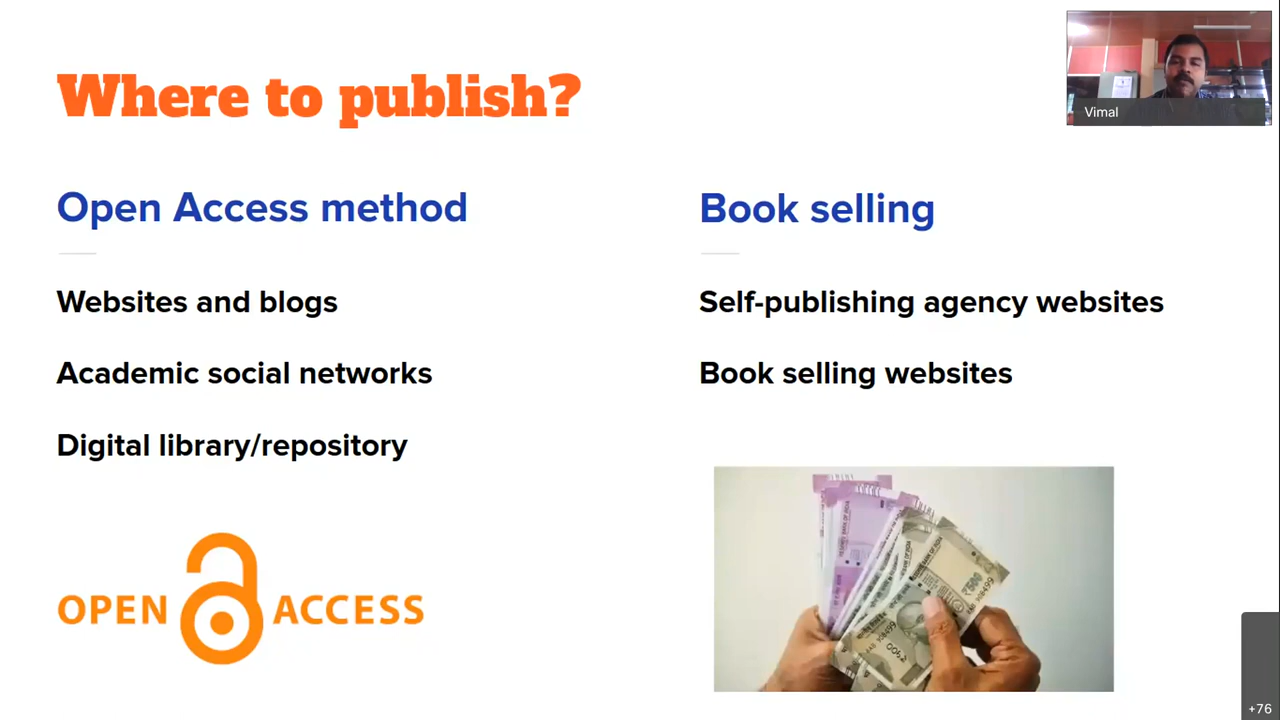 Where to publish?
Vimal
Open Access method
Websites and blogs
Academic social networks
Digital library/repository
OPEN ACCESS
Book selling
Self-publishing agency websites
Book selling websites
+76